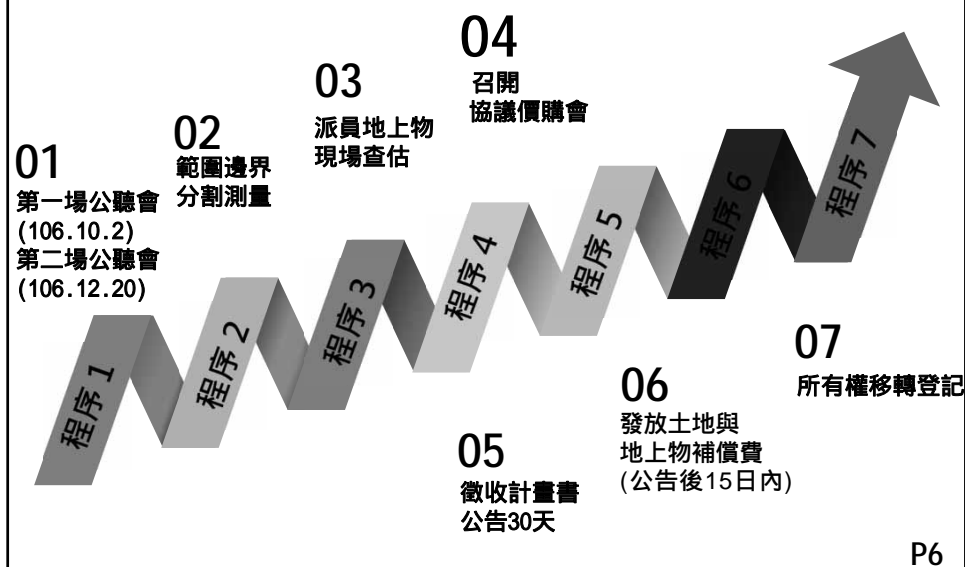 01
第一場公聽會
(106.10.2)
第二場公聽會
(106.12.20)
02
範圍邊界
分割測量
03
派員地上物
現場查估
04
召開
協議價購會
程序 1
程序 2
程序 3
程序 4
程序 5
程序 6
程序 7
05
徵收計畫書
公告30天
06
發放土地與
地上物補償費
(公告後15日內)
07
所有權移轉登記
P6